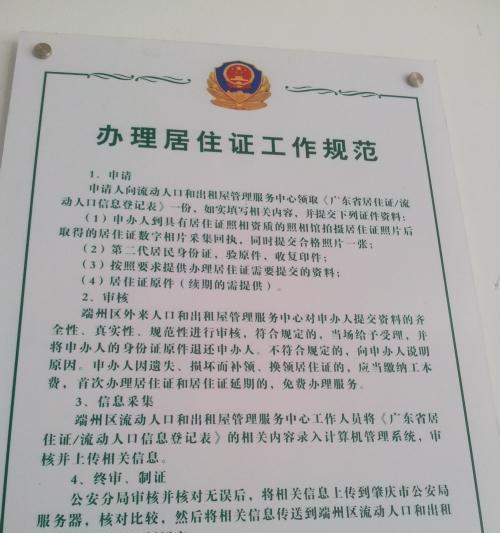 办理居住证工作规范
1、申请
申请人向流动人口和出租屋管理服务中心领取《广东省居住证/流
动人口信息登记表》一份，如实填写相关内容，并提交下列证件资料：
（1）申办人到具有居住证照相资质的照相馆拍摄居住证照片后
取得的居住证数字相片采集回执，同时提交合格照片一张；
（2）第二代居民身份证，验原件，收复印件；
（3）按照要求提供办理居住证需要提交的资料；
（4）居住证原件（续期的需提供）。
2、审核
端州区外来人口和出租屋管理服务中心对申办人提交资料的齐
全性、真实性、规范性进行审核，符合规定的，当场给予受理，并
将申办人的身份证原件退还申办人。不符合规定的，向申办人说明
原因。申办人因遗失、损坏而补领、换领居住证的，应当缴纳工本
费，首次办理居住证和居住证延期的，免费办理服务。
3、信息采集
端州区流动人口和出租屋管理服务中心工作人员将《广东省居
住证/流动人口信息登记表》的相关内容录入计算机管理系统，审
核并上传相关信息。
4、终审、制证
公安分局审核并核对无误后，将相关信息上传到肇庆市公安局
服务器，核对比较，然后将相关信息传送到端州区流动人口和出租